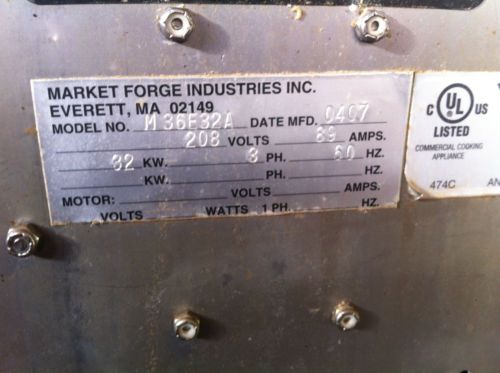 MARKET FORGE INDUSTRIES INC.
EVERETT, MA 02149
MODEL NO. M36E32A DATE MFD. 0407
208 VOLTS 89 AMPS.
32 KW. 3 PH. 60 HZ.
KW. PH. HZ.
MOTOR: VOLTS AMPS.
VOLTS WATTS 1 PH. HZ.
C UL US
LISTED
COMMERCIAL COOKING
APPLIANCE
474C AN